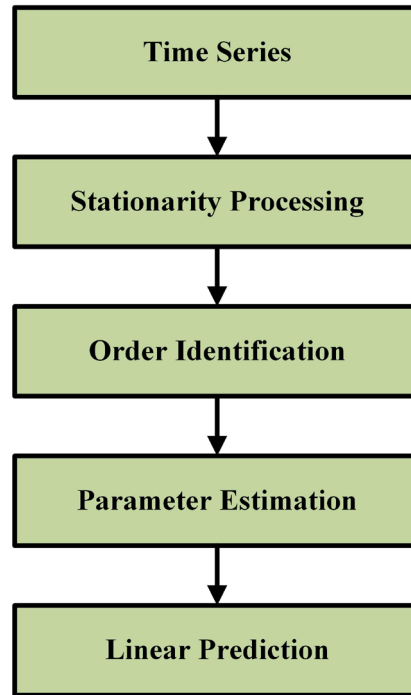 Time Series
Stationarity Processing
Order Identification
Parameter Estimation
Linear Prediction